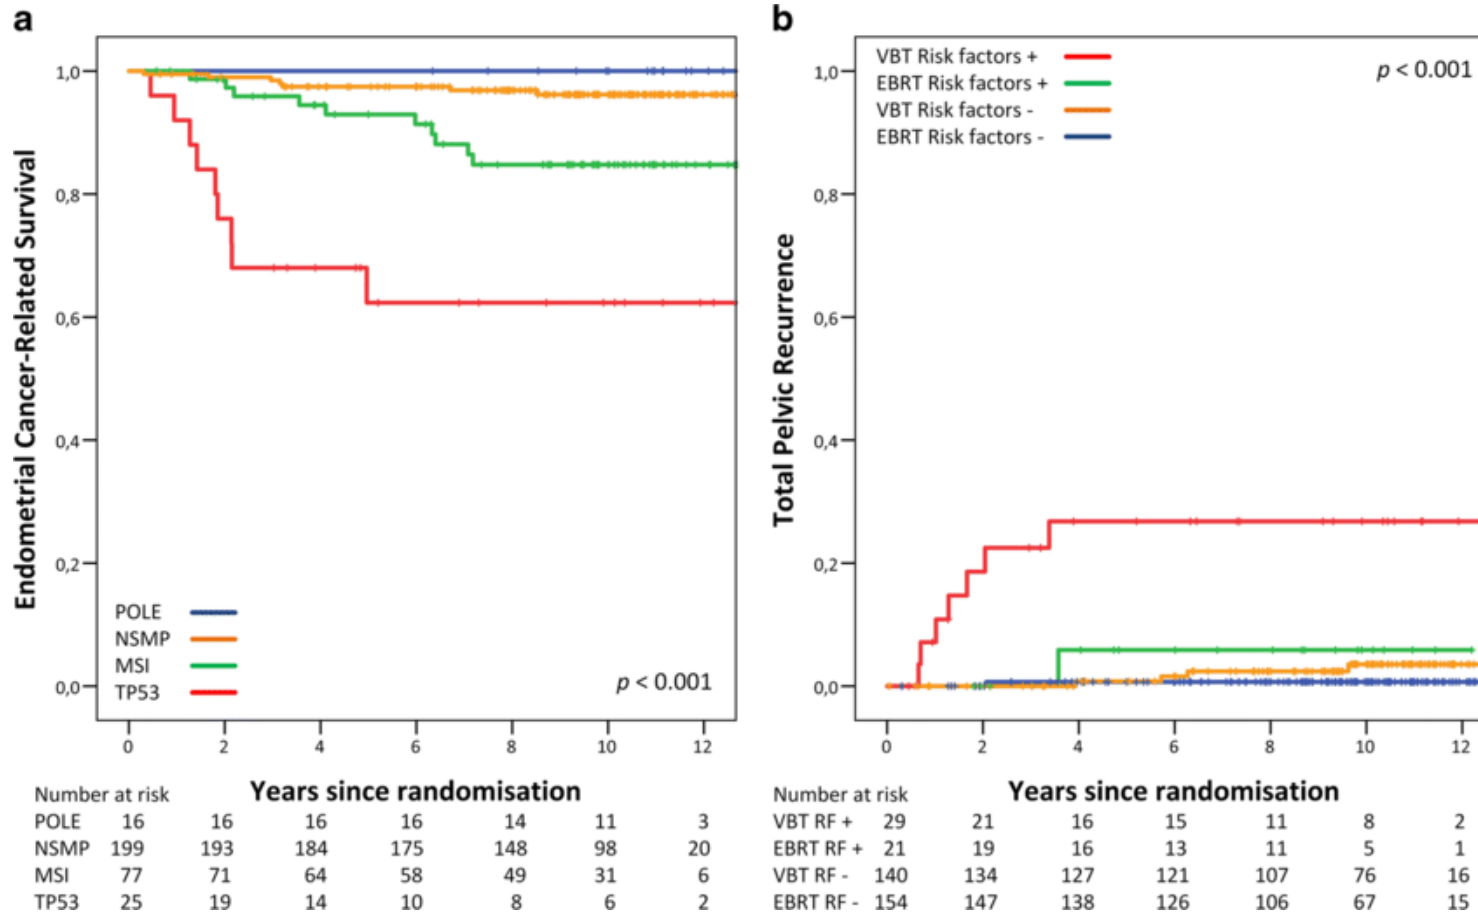 a
Endometrial Cancer-Related Survival
1,0
0,8
0,6
0,4
0,2
0,0
POLE
NSMP
MSI
TP53
p < 0.001
0 2 4 6 8 10 12
Years since randomisation
Number at risk
POLE 16 16 16 16 14 11 3
NSMP 199 193 184 175 148 98 20
MSI 77 71 64 58 49 31 6
TP53 25 19 14 10 8 6 2
b
Total Pelvic Recurrence
VBT Risk factors +
EBRT Risk factors +
VBT Risk factors -
EBRT Risk factors -
p < 0.001
1,0
0,8
0,6
0,4
0,2
0,0
0 2 4 6 8 10 12
Years since randomisation
Number at risk
VBT RF + 29 21 16 15 11 8 2
EBRT RF + 21 19 16 13 11 5 1
VBT RF - 140 134 127 121 107 76 16
EBRT RF - 154 147 138 126 106 67 15